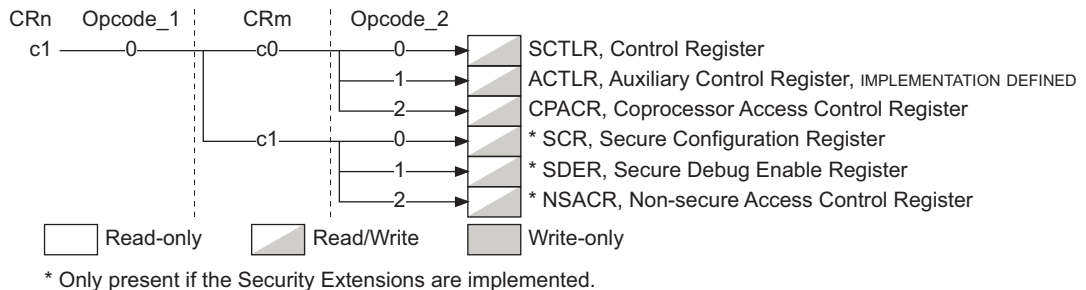 CRn Opcode_1 CRm Opcode_2
c1 0 c0 0 SCTLR, Control Register
1 ACTLR, Auxiliary Control Register, IMPLEMENTATION DEFINED
2 CPACR, Coprocessor Access Control Register
c1 0 * SCR, Secure Configuration Register
1 * SDER, Secure Debug Enable Register
2 * NSACR, Non-secure Access Control Register
Read-only Read/Write Write-only
* Only present if the Security Extensions are implemented.